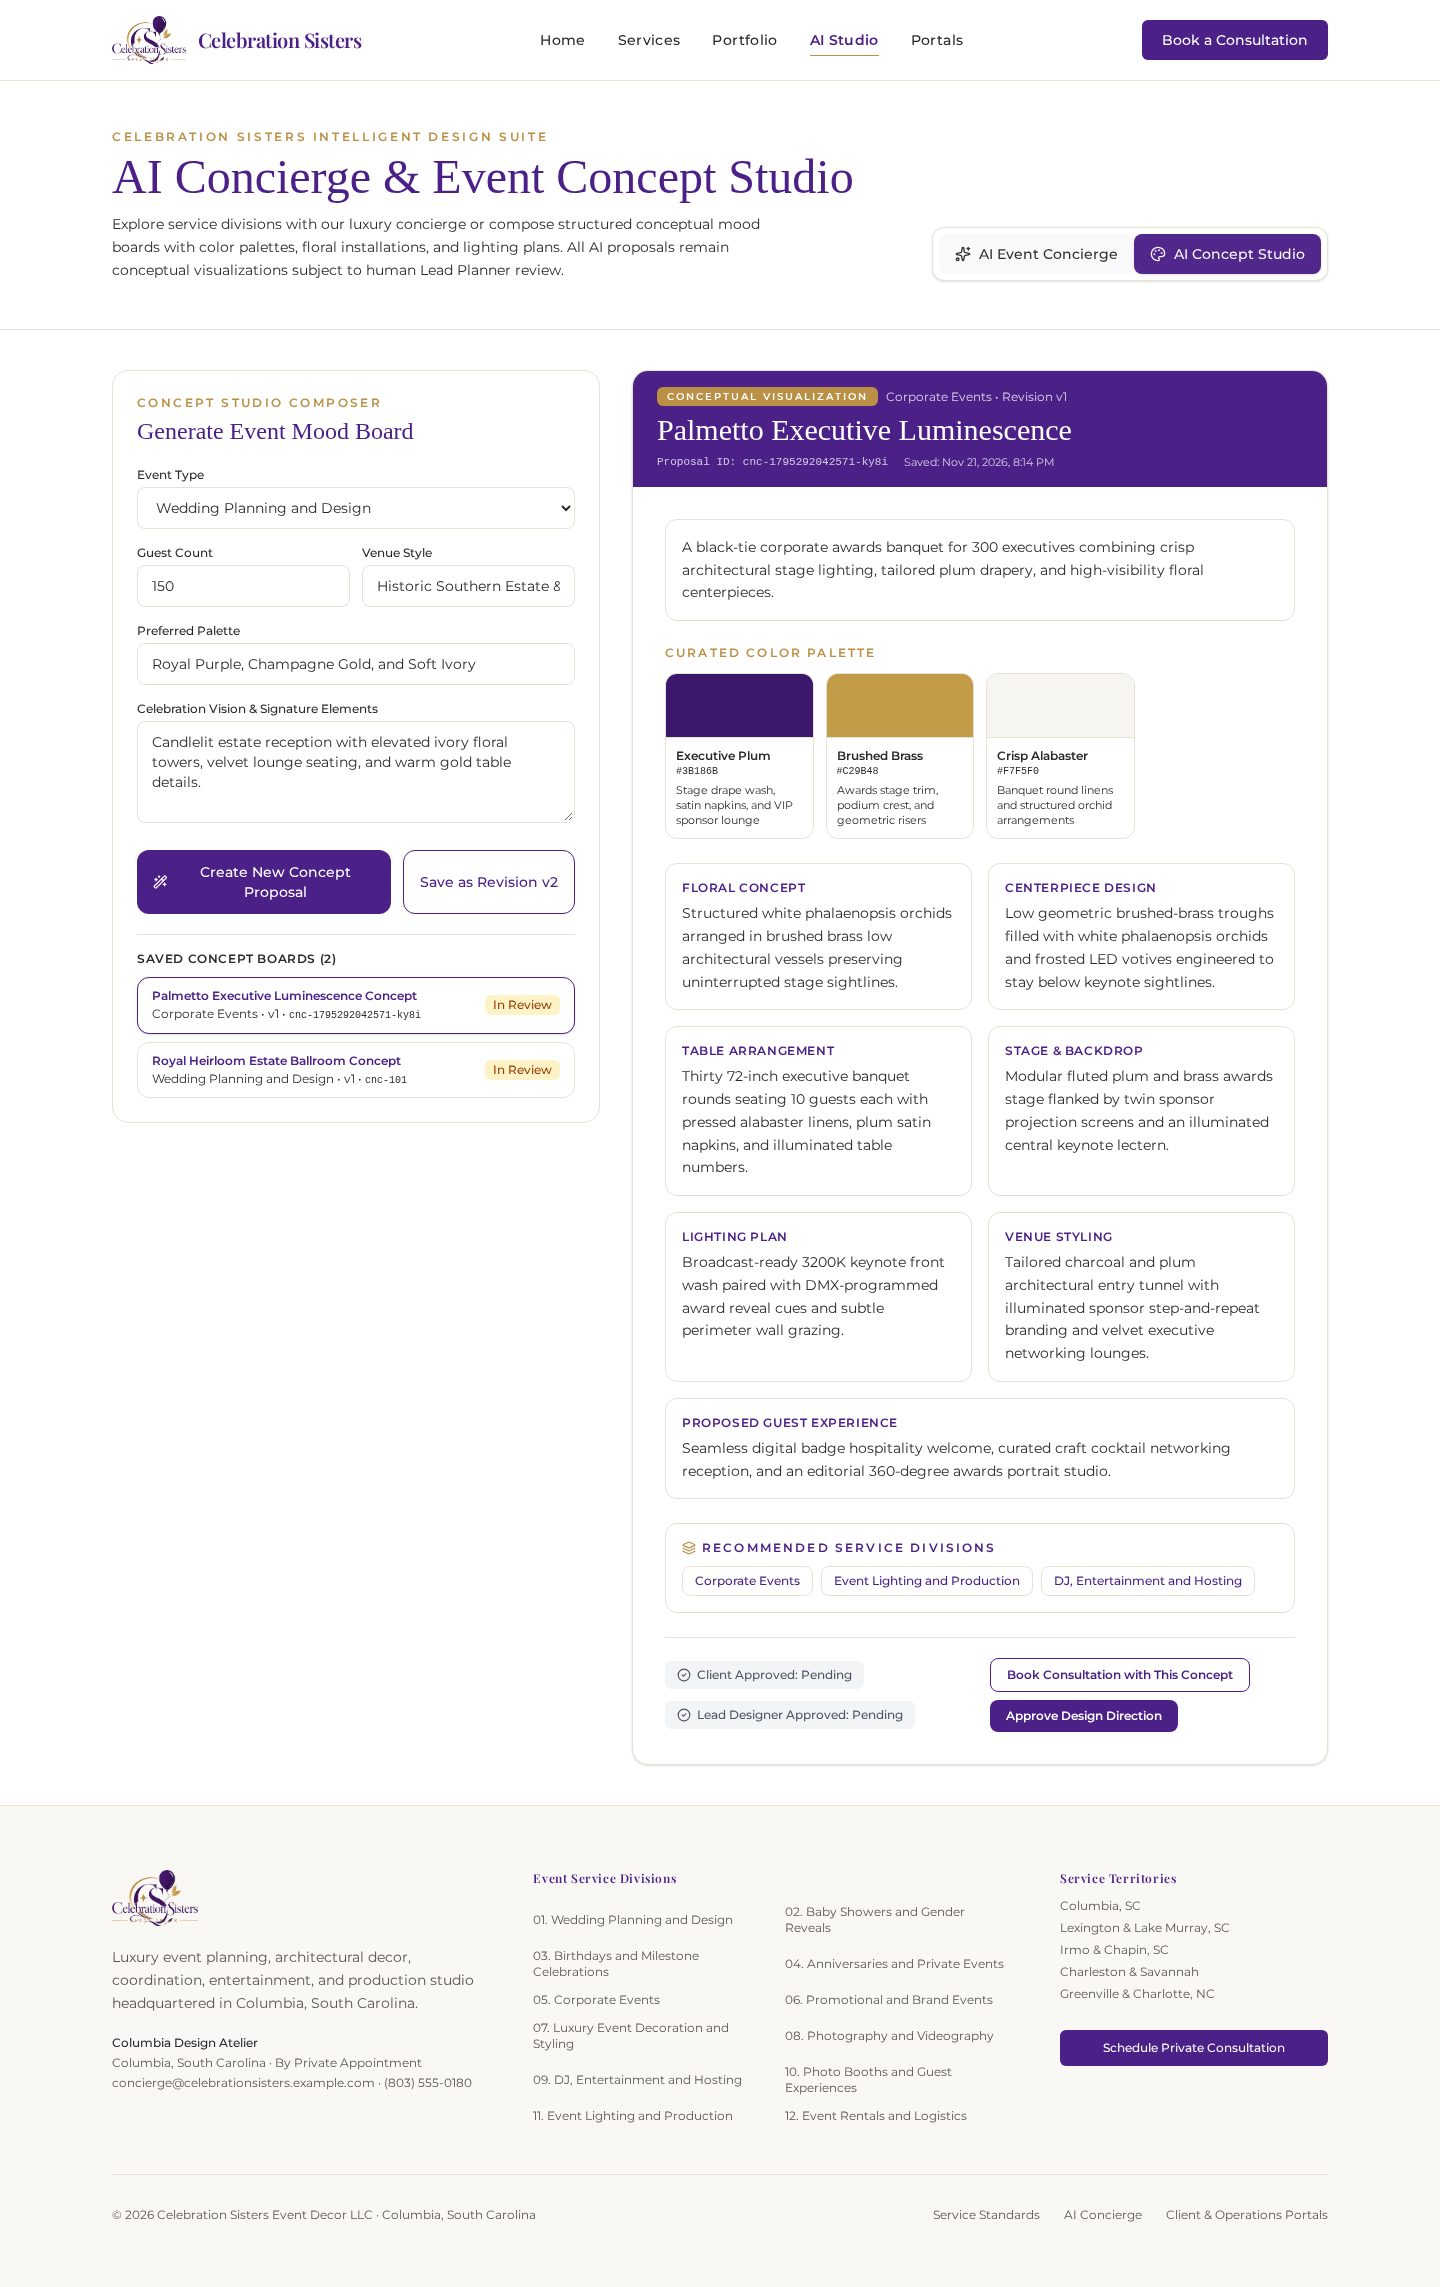 Celebration Sisters
Celebration Sisters
Home
Services
Portfolio
AI Studio
Portals
Book a Consultation
CELEBRATION SISTERS INTELLIGENT DESIGN SUITE
AI Concierge & Event Concept Studio
Explore service divisions with our luxury concierge or compose structured conceptual mood
boards with color palettes, floral installations, and lighting plans. All AI proposals remain
conceptual visualizations subject to human Lead Planner review.
AI Event Concierge
AI Concept Studio
CONCEPT STUDIO COMPOSER
Generate Event Mood Board
Event Type
Wedding Planning and Design
Guest Count
Venue Style
150
Historic Southern Estate &
Preferred Palette
Royal Purple, Champagne Gold, and Soft Ivory
Celebration Vision & Signature Elements
Candlelit estate reception with elevated ivory floral
towers, velvet lounge seating, and warm gold table
details.
Create New Concept
Proposal
Save as Revision v2
SAVED CONCEPT BOARDS (2)
Palmetto Executive Luminescence Concept
Corporate Events • v1 • cnc-1795292042571-ky8i
In Review
Royal Heirloom Estate Ballroom Concept
Wedding Planning and Design • v1 • cnc-101
In Review
CONCEPTUAL VISUALIZATION
Corporate Events • Revision v1
Palmetto Executive Luminescence
Proposal ID: cnc-1795292042571-ky8i
Saved: Nov 21, 2026, 8:14 PM
A black-tie corporate awards banquet for 300 executives combining crisp
architectural stage lighting, tailored plum drapery, and high-visibility floral
centerpieces.
CURATED COLOR PALETTE
Executive Plum
#3B186B
Stage drape wash,
satin napkins, and VIP
sponsor lounge
Brushed Brass
#C29B48
Awards stage trim,
podium crest, and
geometric risers
Crisp Alabaster
#F7F5F0
Banquet round linens
and structured orchid
arrangements
FLORAL CONCEPT
Structured white phalaenopsis orchids
arranged in brushed brass low
architectural vessels preserving
uninterrupted stage sightlines.
CENTERPIECE DESIGN
Low geometric brushed-brass troughs
filled with white phalaenopsis orchids
and frosted LED votives engineered to
stay below keynote sightlines.
TABLE ARRANGEMENT
Thirty 72-inch executive banquet
rounds seating 10 guests each with
pressed alabaster linens, plum satin
napkins, and illuminated table
numbers.
STAGE & BACKDROP
Modular fluted plum and brass awards
stage flanked by twin sponsor
projection screens and an illuminated
central keynote lectern.
LIGHTING PLAN
Broadcast-ready 3200K keynote front
wash paired with DMX-programmed
award reveal cues and subtle
perimeter wall grazing.
VENUE STYLING
Tailored charcoal and plum
architectural entry tunnel with
illuminated sponsor step-and-repeat
branding and velvet executive
networking lounges.
PROPOSED GUEST EXPERIENCE
Seamless digital badge hospitality welcome, curated craft cocktail networking
reception, and an editorial 360-degree awards portrait studio.
RECOMMENDED SERVICE DIVISIONS
Corporate Events
Event Lighting and Production
DJ, Entertainment and Hosting
Client Approved: Pending
Lead Designer Approved: Pending
Book Consultation with This Concept
Approve Design Direction
Celebration Sisters
Luxury event planning, architectural decor,
coordination, entertainment, and production studio
headquartered in Columbia, South Carolina.
Columbia Design Atelier
Columbia, South Carolina · By Private Appointment
concierge@celebrationsisters.example.com · (803) 555-0180
Event Service Divisions
01. Wedding Planning and Design
02. Baby Showers and Gender
Reveals
03. Birthdays and Milestone
Celebrations
04. Anniversaries and Private Events
05. Corporate Events
06. Promotional and Brand Events
07. Luxury Event Decoration and
Styling
08. Photography and Videography
09. DJ, Entertainment and Hosting
10. Photo Booths and Guest
Experiences
11. Event Lighting and Production
12. Event Rentals and Logistics
Service Territories
Columbia, SC
Lexington & Lake Murray, SC
Irmo & Chapin, SC
Charleston & Savannah
Greenville & Charlotte, NC
Schedule Private Consultation
© 2026 Celebration Sisters Event Decor LLC · Columbia, South Carolina
Service Standards
AI Concierge
Client & Operations Portals